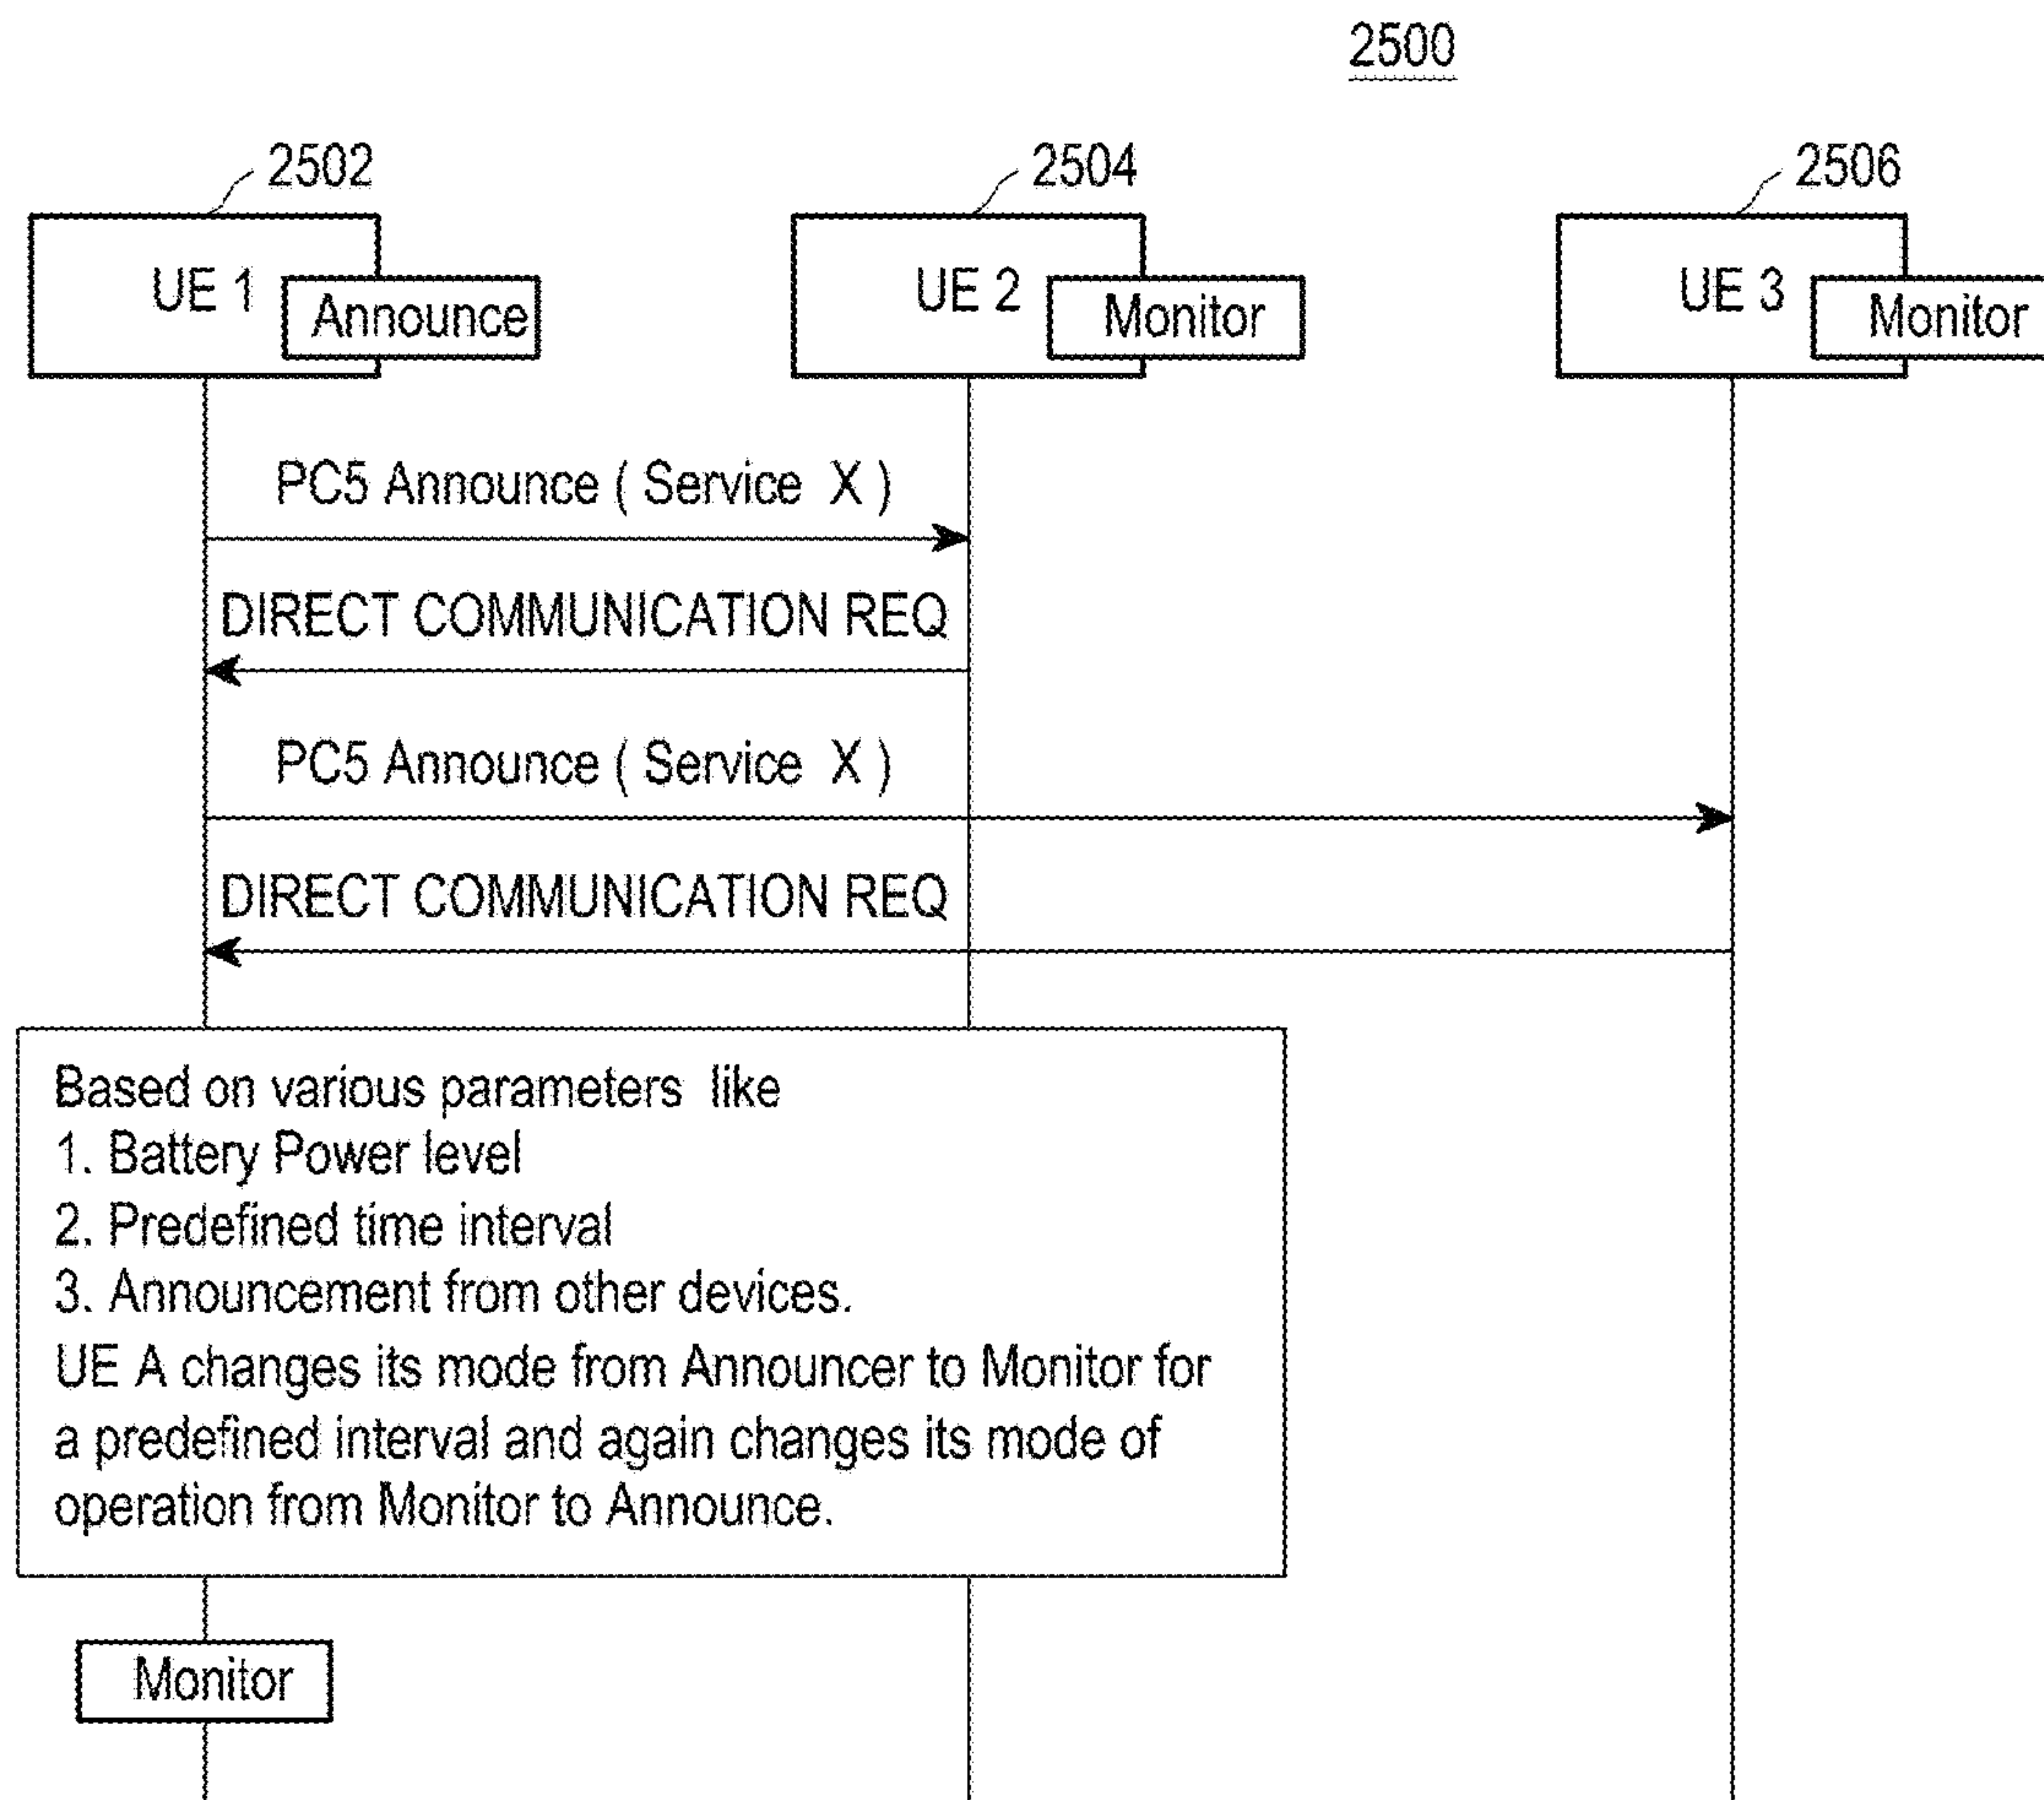 2500
2502
2504
2506
UE 1
Announce
UE 2
Monitor
UE 3
Monitor
PC5 Announce ( Service X )
DIRECT COMMUNICATION REQ
PC5 Announce ( Service X )
DIRECT COMMUNICATION REQ
Based on various parameters like
1. Battery Power level
2. Predefined time interval
3. Announcement from other devices.
UE A changes its mode from Announcer to Monitor for
a predefined interval and again changes its mode of
operation from Monitor to Announce.
Monitor